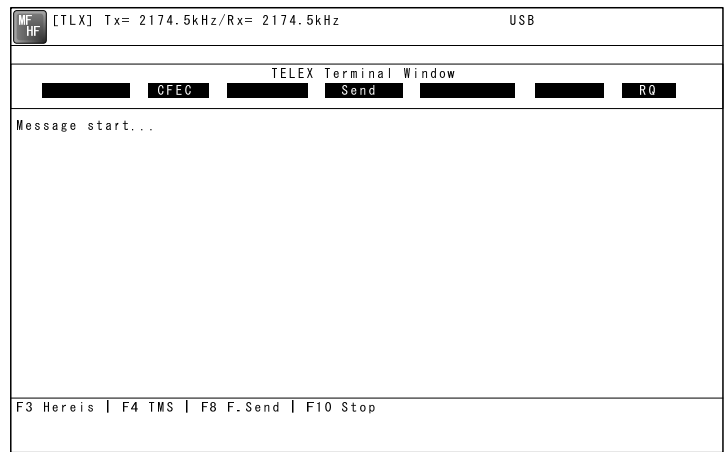 MF
HF
[TLX] Tx= 2174.5kHz/Rx= 2174.5kHz USB
TELEX Terminal Window
CFEC Send RQ
Message start...
F3 Hereis | F4 TMS | F8 F.Send | F10 Stop